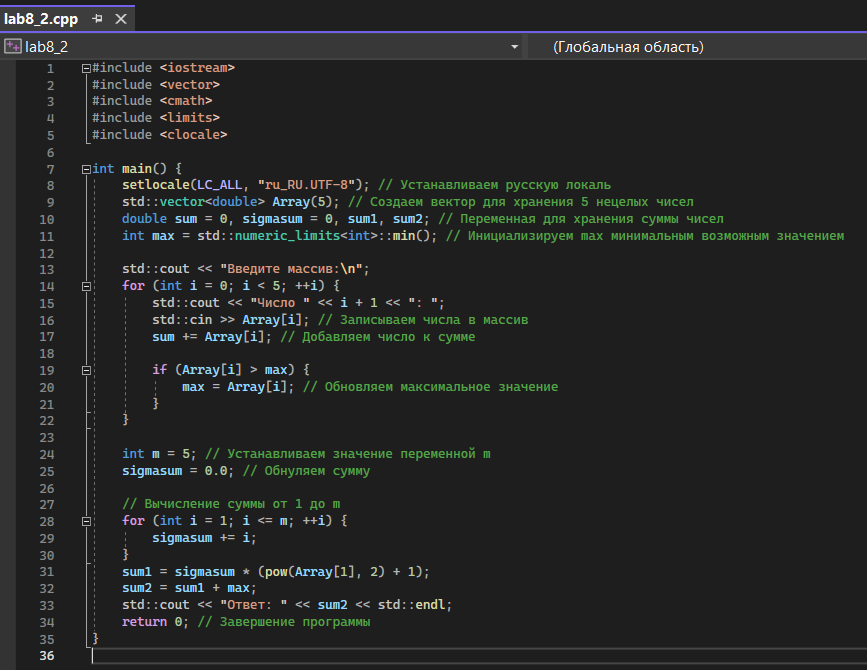 lab8_2.cpp
lab8_2 (Глобальная область)
1 #include <iostream>
2 #include <vector>
3 #include <cmath>
4 #include <limits>
5 #include <clocale>
6
7 int main() {
8 setlocale(LC_ALL, "ru_RU.UTF-8"); // Устанавливаем русскую локаль
9 std::vector<double> Array(5); // Создаем вектор для хранения 5 нецелых чисел
10 double sum = 0, sigmasum = 0, sum1, sum2; // Переменная для хранения суммы чисел
11 int max = std::numeric_limits<int>::min(); // Инициализируем max минимальным возможным значением
12
13 std::cout << "Введите массив:\n";
14 for (int i = 0; i < 5; ++i) {
15 std::cout << "Число " << i + 1 << ": ";
16 std::cin >> Array[i]; // Записываем числа в массив
17 sum += Array[i]; // Добавляем число к сумме
18
19 if (Array[i] > max) {
20 max = Array[i]; // Обновляем максимальное значение
21 }
22 }
23
24 int m = 5; // Устанавливаем значение переменной m
25 sigmasum = 0.0; // Обнуляем сумму
26
27 // Вычисление суммы от 1 до m
28 for (int i = 1; i <= m; ++i) {
29 sigmasum += i;
30 }
31 sum1 = sigmasum * (pow(Array[1], 2) + 1);
32 sum2 = sum1 + max;
33 std::cout << "Ответ: " << sum2 << std::endl;
34 return 0; // Завершение программы
35 }
36